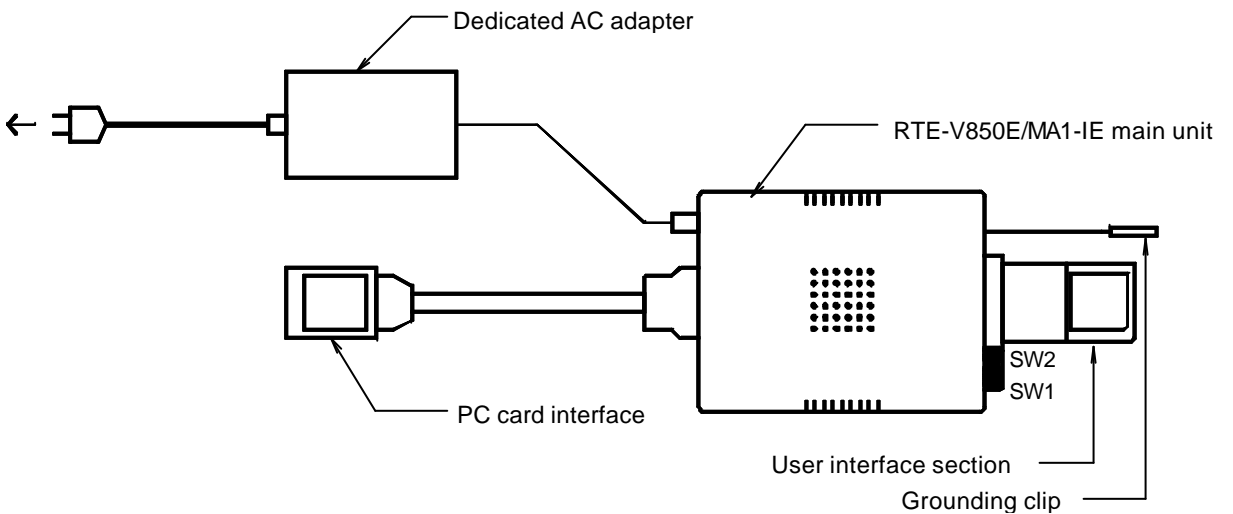 Dedicated AC adapter
RTE-V850E/MA1-IE main unit
SW2
SW1
PC card interface
User interface section
Grounding clip